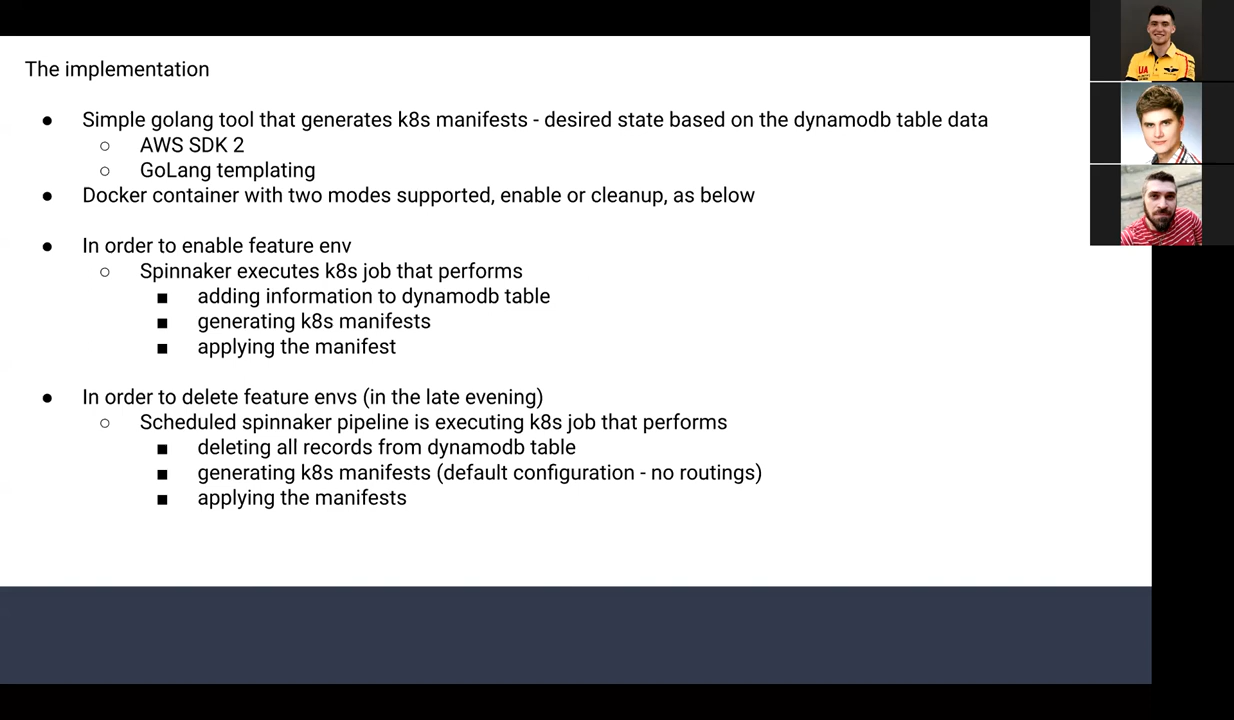 The implementation
● Simple golang tool that generates k8s manifests - desired state based on the dynamodb table data
○ AWS SDK 2
○ GoLang templating
● Docker container with two modes supported, enable or cleanup, as below
● In order to enable feature env
○ Spinnaker executes k8s job that performs
■ adding information to dynamodb table
■ generating k8s manifests
■ applying the manifest
● In order to delete feature envs (in the late evening)
○ Scheduled spinnaker pipeline is executing k8s job that performs
■ deleting all records from dynamodb table
■ generating k8s manifests (default configuration - no routings)
■ applying the manifests
UA